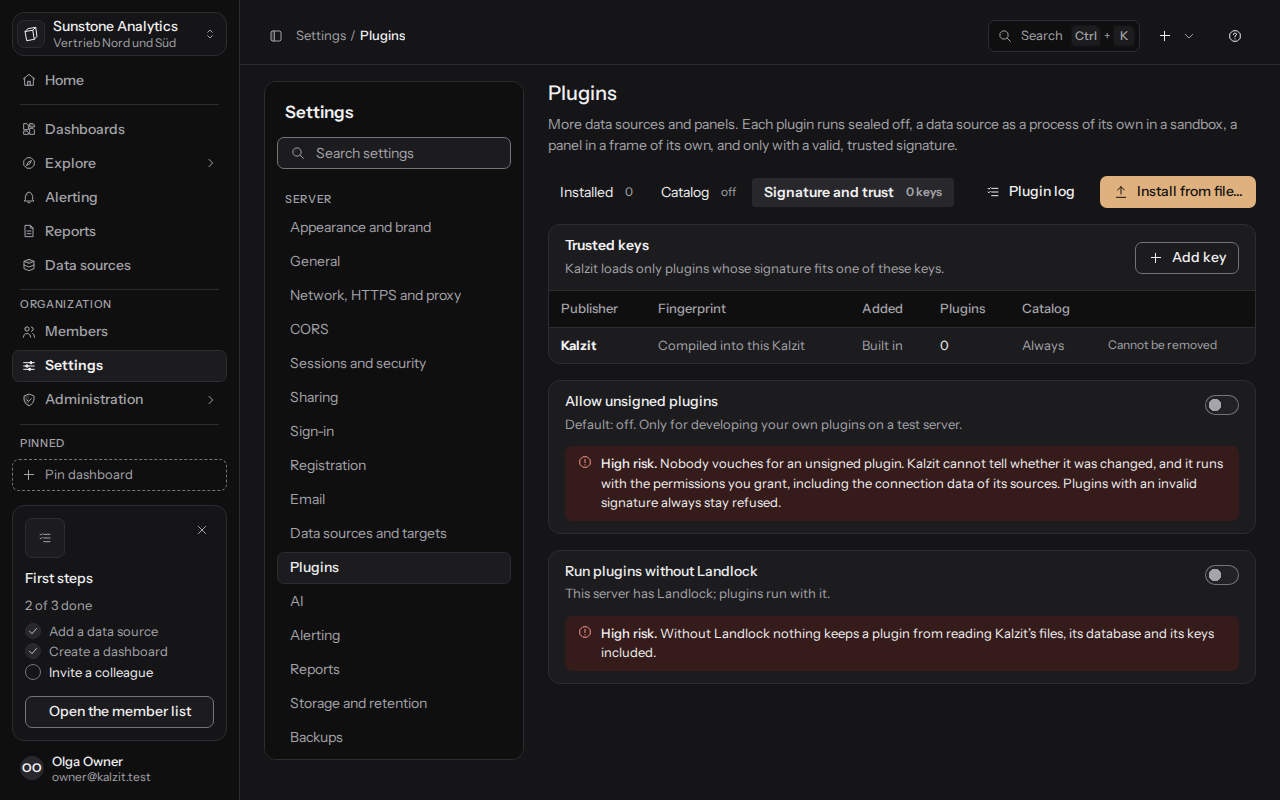 Sunstone Analytics
Vertrieb Nord und Süd
Home
Dashboards
Explore
Alerting
Reports
Data sources
ORGANIZATION
Members
Settings
Administration
PINNED
Pin dashboard
First steps
2 of 3 done
Add a data source
Create a dashboard
Invite a colleague
Open the member list
OO
Olga Owner
owner@kalzit.test
Settings / Plugins
Search Ctrl + K
Settings
Search settings
SERVER
Appearance and brand
General
Network, HTTPS and proxy
CORS
Sessions and security
Sharing
Sign-in
Registration
Email
Data sources and targets
Plugins
AI
Alerting
Reports
Storage and retention
Backups
Plugins
More data sources and panels. Each plugin runs sealed off, a data source as a process of its own in a sandbox, a
panel in a frame of its own, and only with a valid, trusted signature.
Installed 0 Catalog off Signature and trust 0 keys Plugin log Install from file…
Trusted keys
Kalzit loads only plugins whose signature fits one of these keys.
Add key
Publisher Fingerprint Added Plugins Catalog
Kalzit Compiled into this Kalzit Built in 0 Always Cannot be removed
Allow unsigned plugins
Default: off. Only for developing your own plugins on a test server.
High risk. Nobody vouches for an unsigned plugin. Kalzit cannot tell whether it was changed, and it runs
with the permissions you grant, including the connection data of its sources. Plugins with an invalid
signature always stay refused.
Run plugins without Landlock
This server has Landlock; plugins run with it.
High risk. Without Landlock nothing keeps a plugin from reading Kalzit’s files, its database and its keys
included.